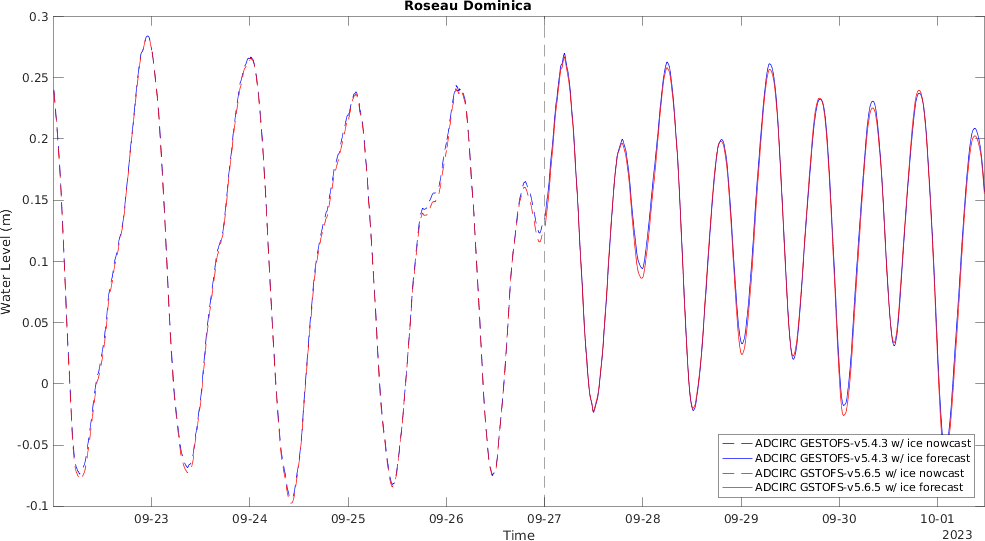 Roseau Dominica
0.3
0.25
0.2
0.15
0.1
0.05
0
-0.05
-0.1
Water Level (m)
ADCIRC GESTOFS-v5.4.3 w/ ice nowcast
ADCIRC GESTOFS-v5.4.3 w/ ice forecast
ADCIRC GSTOFS-v5.6.5 w/ ice nowcast
ADCIRC GSTOFS-v5.6.5 w/ ice forecast
09-23 09-24 09-25 09-26 09-27 09-28 09-29 09-30 10-01
Time
2023